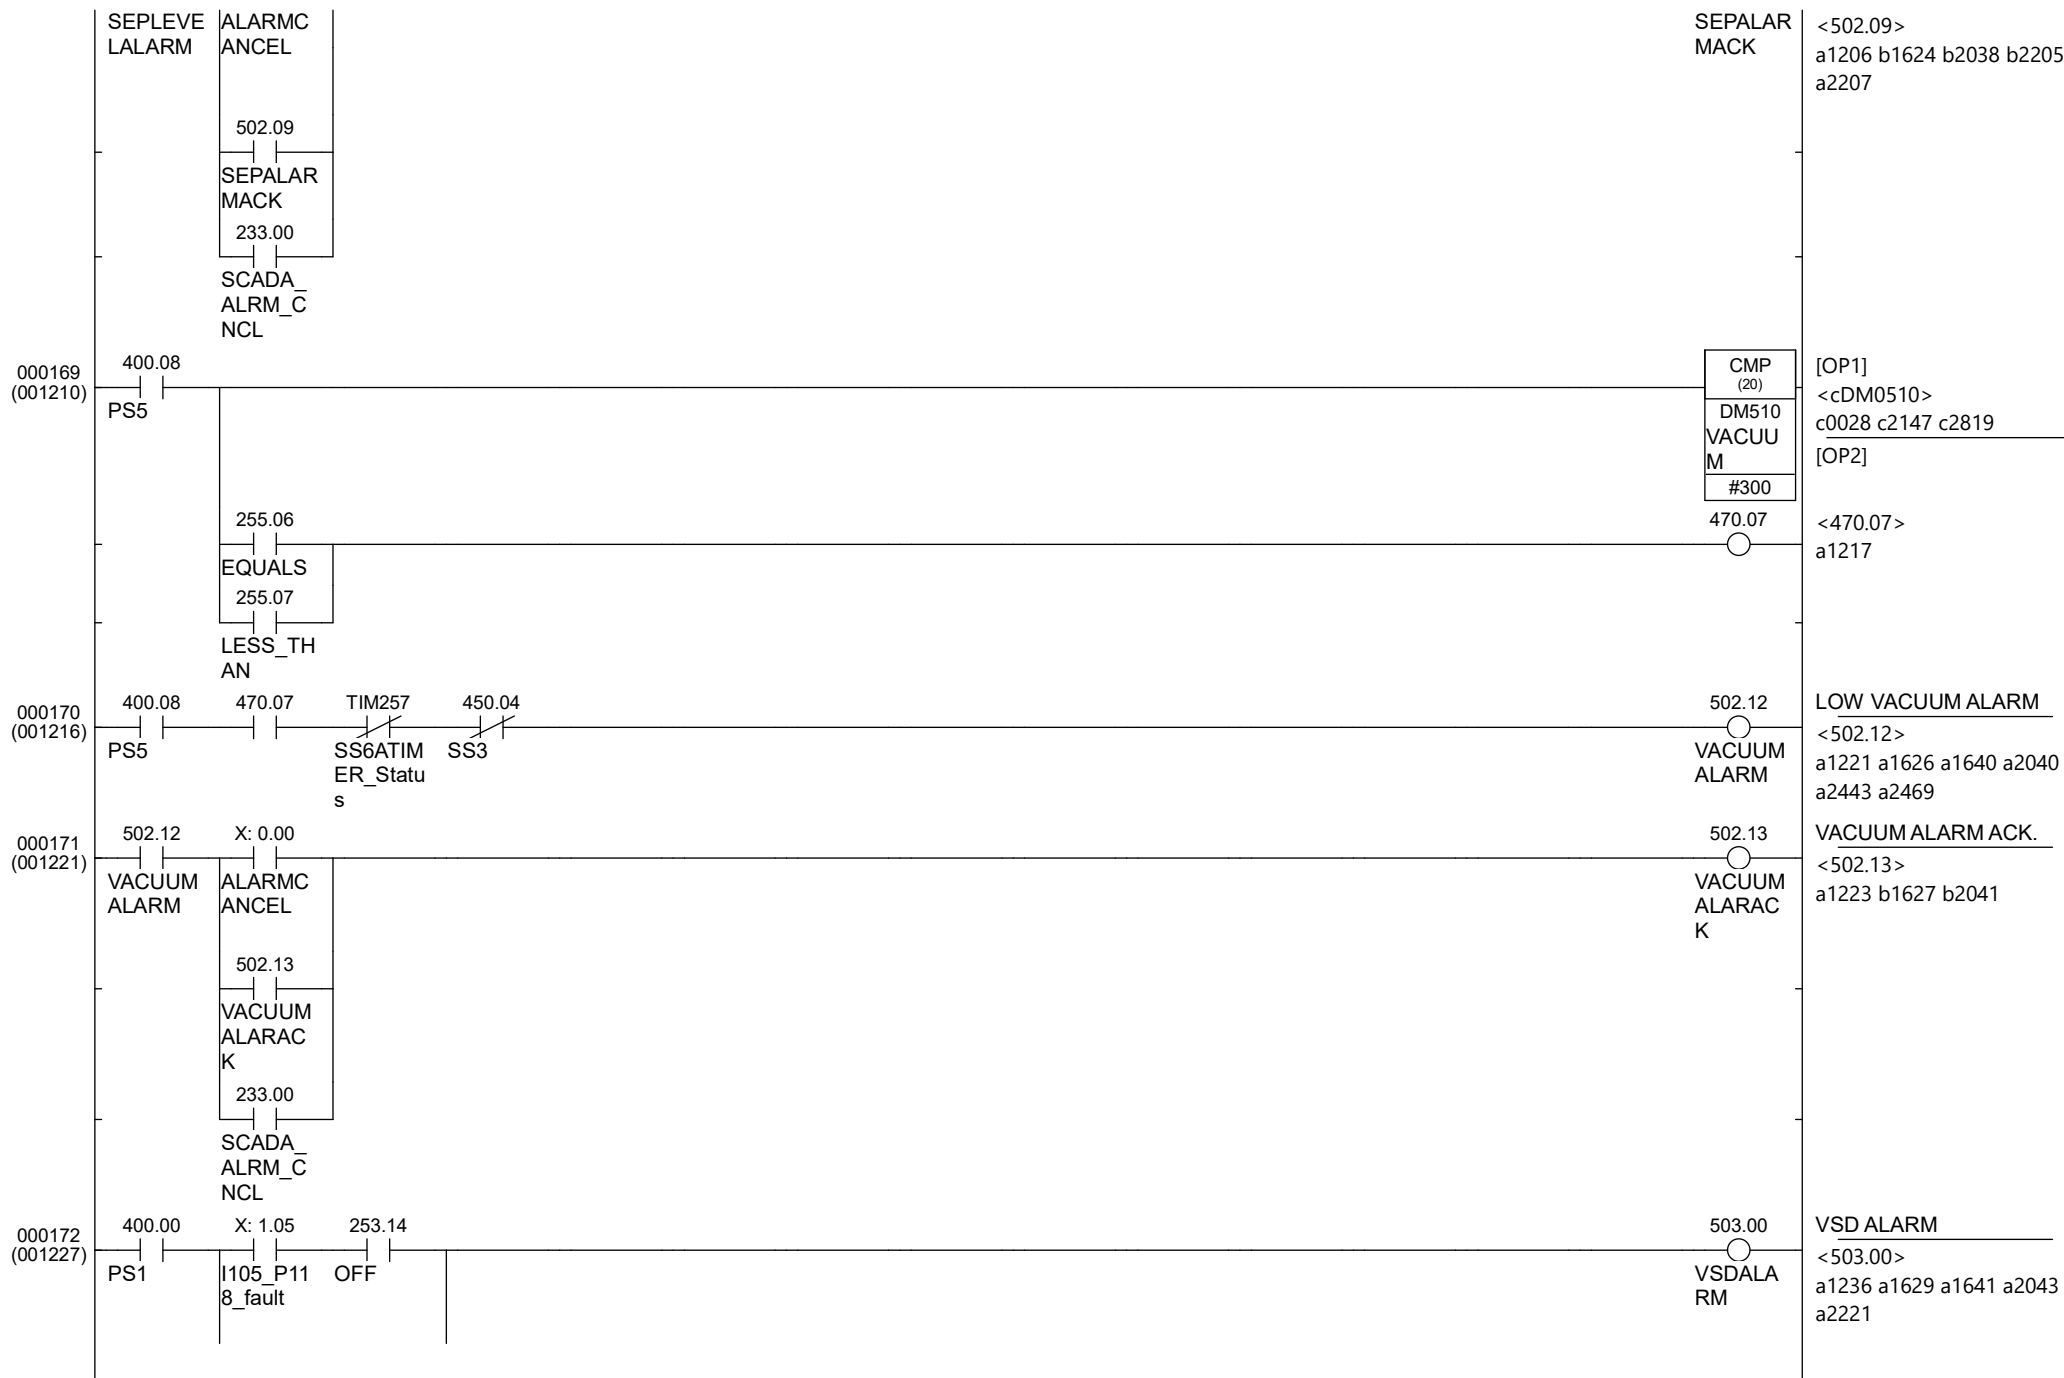 SEPLEVE ALARMC SEPALAR <502.09>
LALARM ANCEL MACK a1206 b1624 b2038 b2205
a2207
502.09
SEPALAR
MACK
233.00
SCADA_
ALRM_C
NCL
000169 400.08 CMP [OP1]
(001210) (20) <cDM0510>
PS5 DM510 c0028 c2147 c2819
VACUU [OP2]
M
#300
255.06 470.07 <470.07>
a1217
EQUALS
255.07
LESS_TH
AN
000170 400.08 470.07 TIM257 450.04 502.12 LOW VACUUM ALARM
(001216) <502.12>
PS5 SS6ATIM SS3 VACUUM a1221 a1626 a1640 a2040
ER_Statu ALARM a2443 a2469
s
000171 502.12 X: 0.00 502.13 VACUUM ALARM ACK.
(001221) <502.13>
VACUUM ALARMC VACUUM a1223 b1627 b2041
ALARM ANCEL ALARAC
K
502.13
VACUUM
ALARAC
K
233.00
SCADA_
ALRM_C
NCL
000172 400.00 X: 1.05 253.14 503.00 VSD ALARM
(001227) <503.00>
PS1 I105_P11 OFF VSDALA a1236 a1629 a1641 a2043
8_fault RM a2221